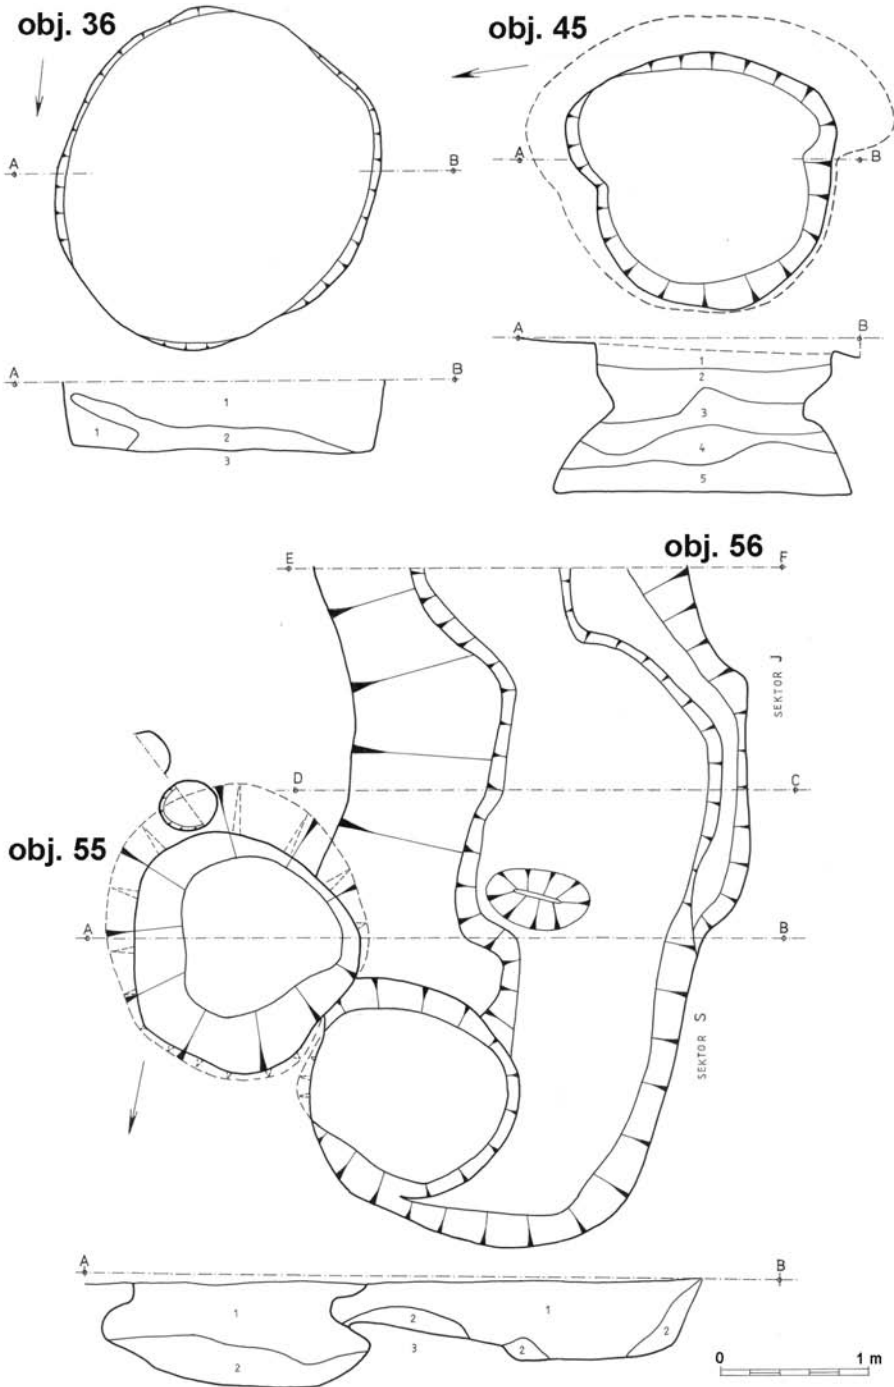 obj. 36
obj. 45
A B
A B
A B
1
1 2
3
A B
1
2
3
4
5
obj. 56
E F
SEKTOR J
D C
obj. 55
A B
SEKTOR S
A B
1 1
2 2 2
2 3
0 1 m